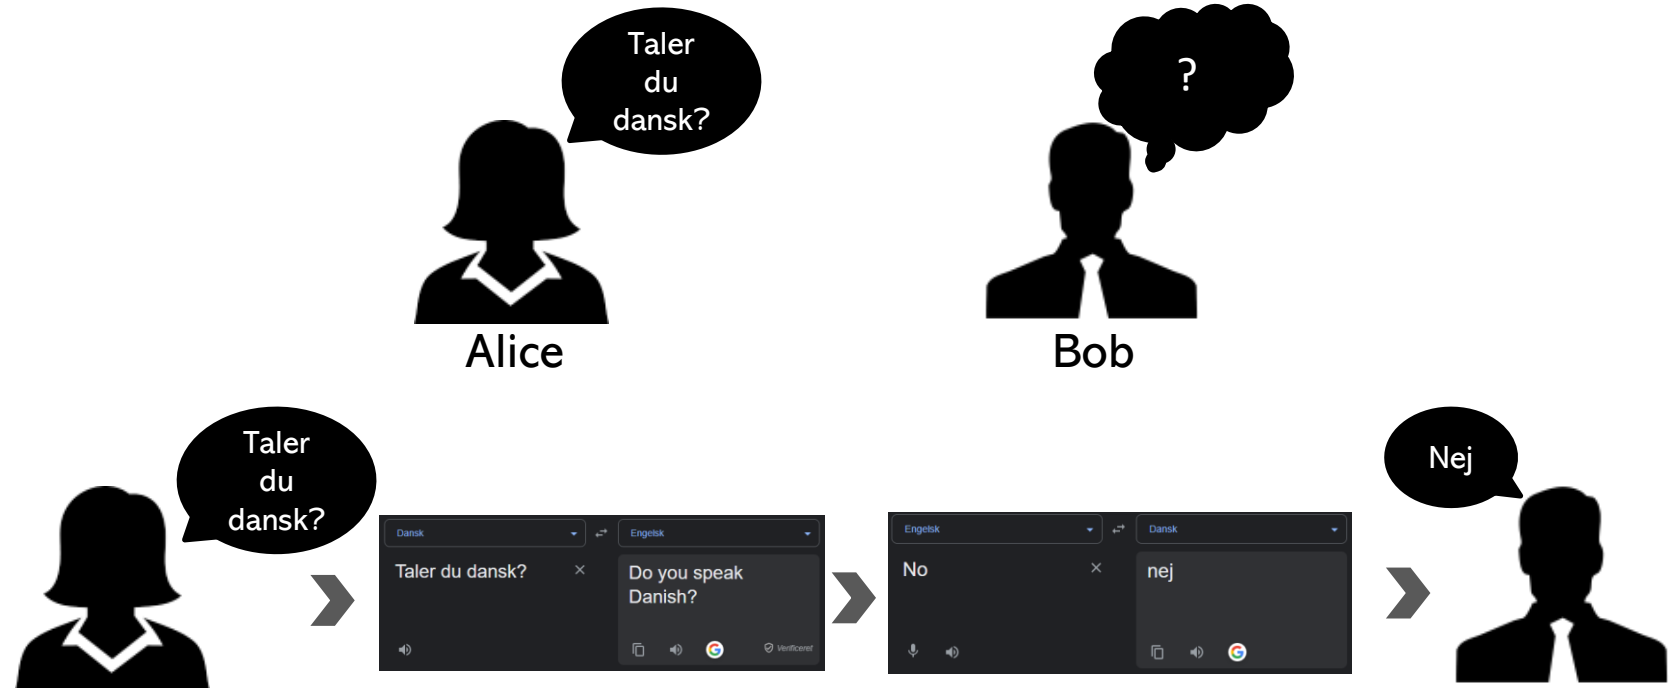 Taler
du
dansk?
?
Alice
Bob
Taler
du
dansk?
Nej
Dansk
Engelsk
Taler du dansk?
Do you speak
Danish?
Verificeret
Engelsk
Dansk
No
nej